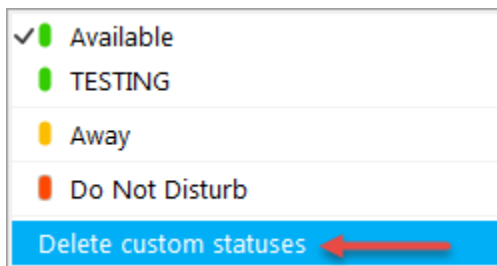 Available
TESTING
Away
Do Not Disturb
Delete custom statuses